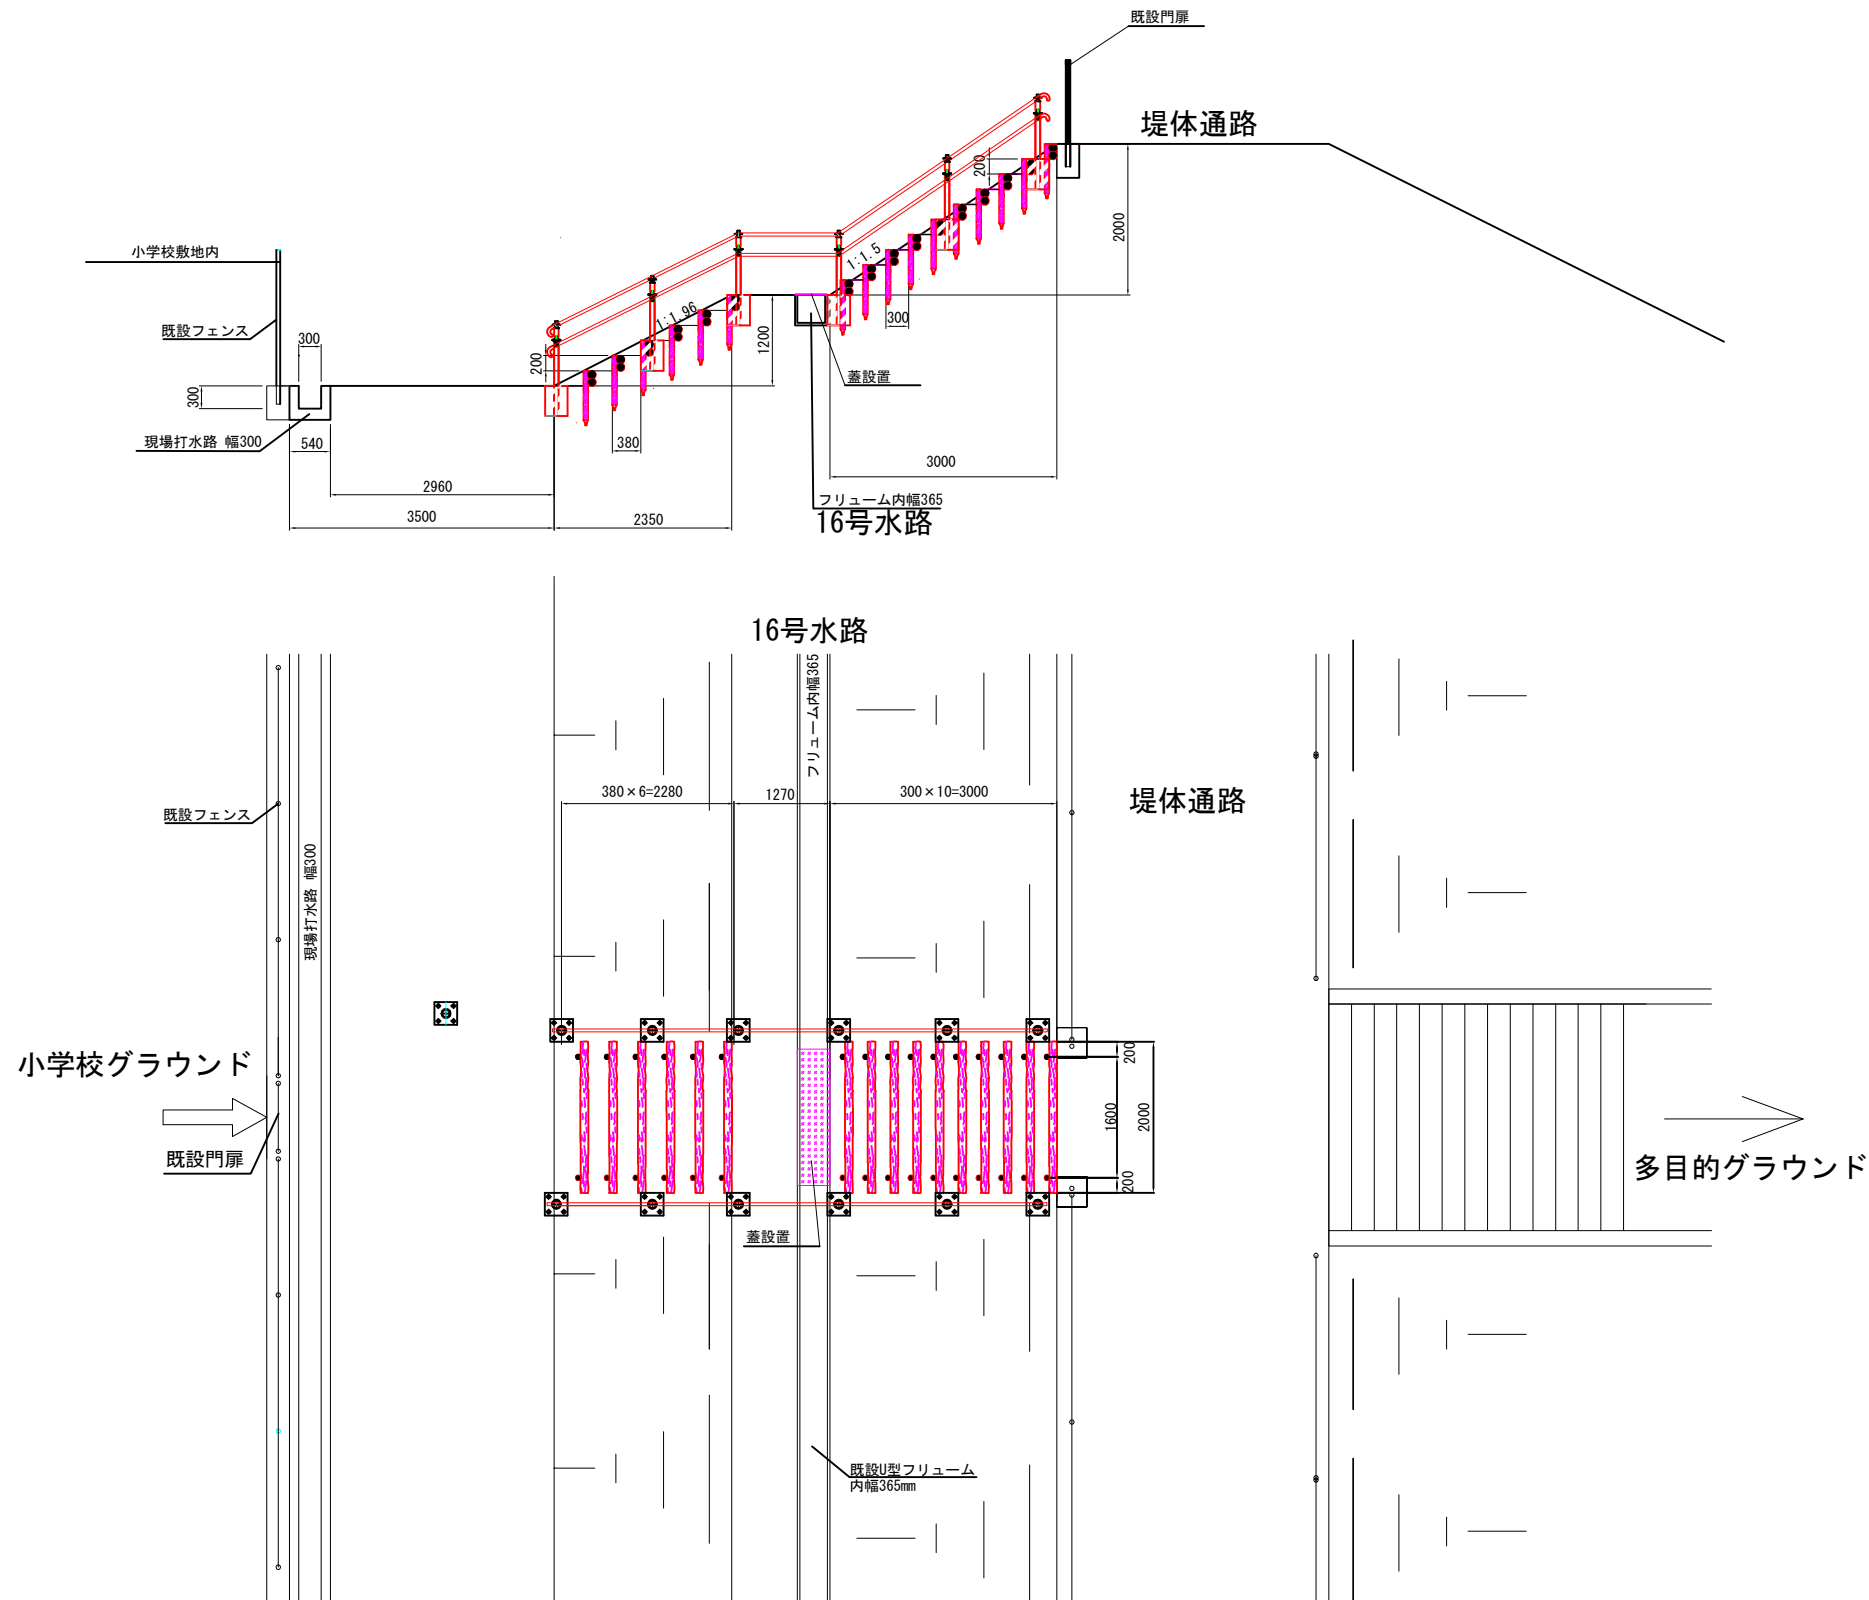 既設門扉
堤体通路
200
2000
小学校敷地内
1:1.5
既設フェンス
300
1:1.96
1200
300
200
蓋設置
300
現場打水路 幅300
540
380
3000
2960
フリューム内幅365
3500
2350
16号水路
16号水路
フリューム内幅365
380×6=2280
1270
300×10=3000
堤体通路
既設フェンス
現場打水路 幅300
小学校グラウンド
200
1600
2000
既設門扉
多目的グラウンド
200
蓋設置
既設U型フリューム
内幅365mm